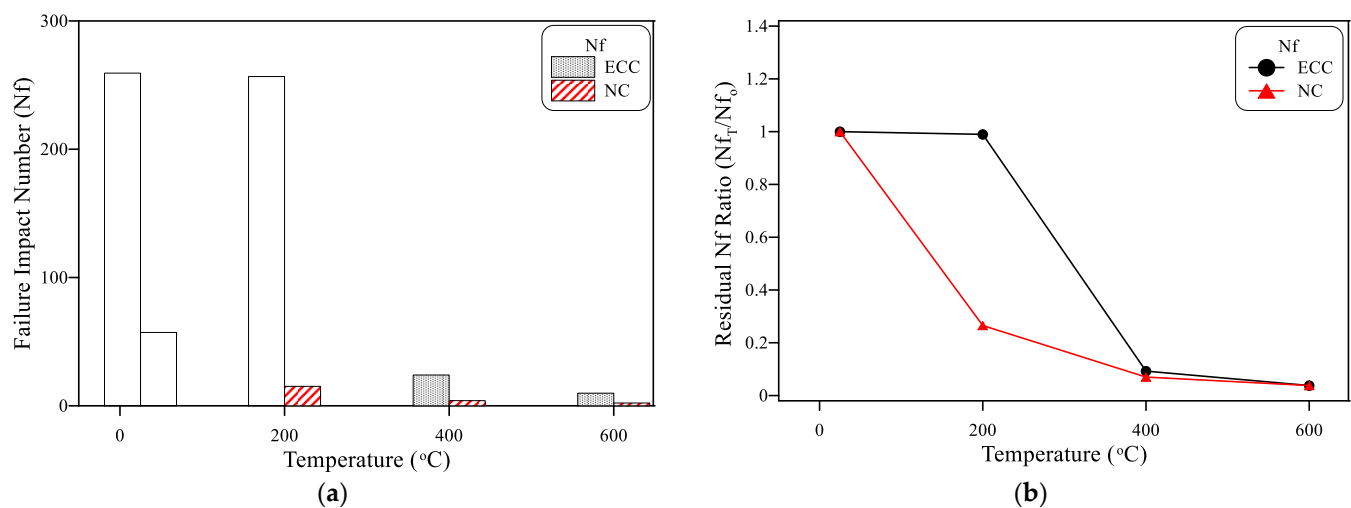 300
200
100
0
Failure Impact Number (Nf)
Nf
ECC
NC
0
200
400
600
Temperature (°C)
(a)
1.4
1.2
1
0.8
0.6
0.4
0.2
0
Residual Nf Ratio (Nf_T/Nf_o)
Nf
ECC
NC
0
200
400
600
Temperature (°C)
(b)